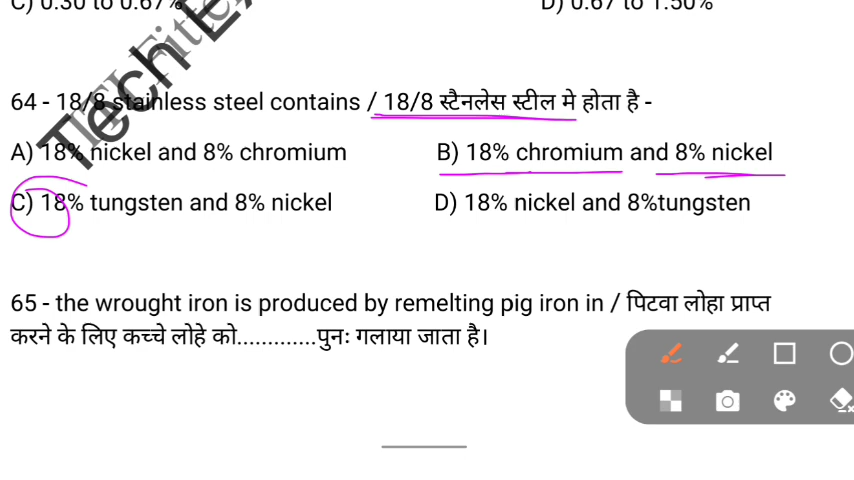 C) 0.30 to 0.67%
D) 0.67 to 1.50%
64 - 18/8 stainless steel contains / 18/8 स्टैनलेस स्टील मे होता है -
A) 18% nickel and 8% chromium
B) 18% chromium and 8% nickel
C) 18% tungsten and 8% nickel
D) 18% nickel and 8%tungsten
65 - the wrought iron is produced by remelting pig iron in / पिटवा लोहा प्राप्त
करने के लिए कच्चे लोहे को.............पुनः गलाया जाता है।